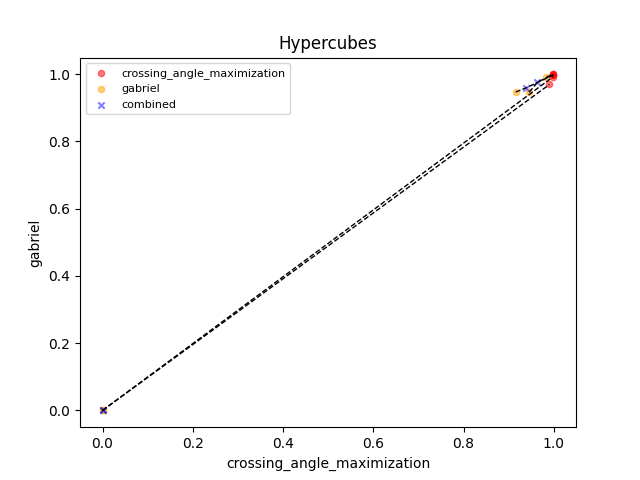 Hypercubes
crossing_angle_maximization
gabriel
combined
gabriel
1.0
0.8
0.6
0.4
0.2
0.0
0.0 0.2 0.4 0.6 0.8 1.0
crossing_angle_maximization